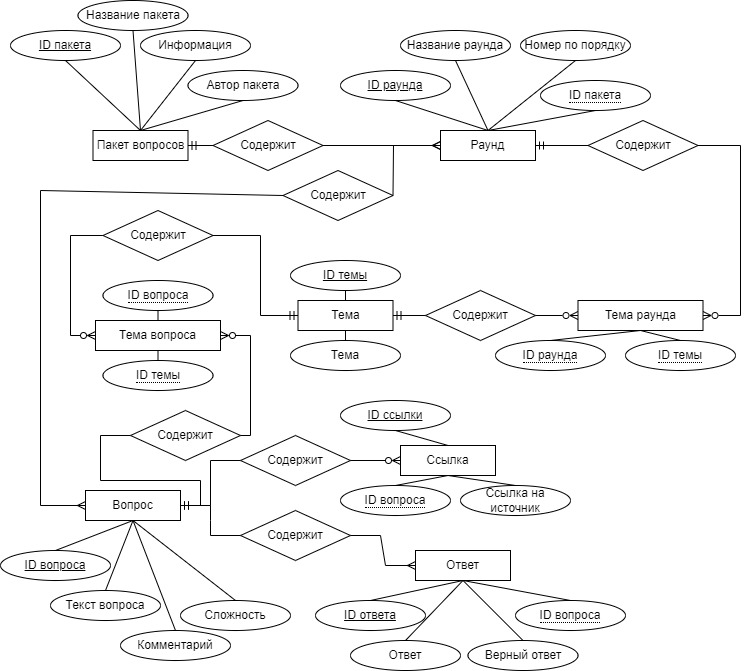 Название пакета
ID пакета
Информация
Автор пакета
Название раунда
Номер по порядку
ID раунда
ID пакета
Пакет вопросов
Содержит
Раунд
Содержит
Содержит
Содержит
ID темы
ID вопроса
Тема
Содержит
Тема раунда
Тема вопроса
Тема
ID раунда
ID темы
ID темы
ID ссылки
Содержит
Содержит
Ссылка
ID вопроса
Ссылка на
источник
Вопрос
Содержит
ID вопроса
Ответ
Текст вопроса
Сложность
ID ответа
ID вопроса
Комментарий
Ответ
Верный ответ